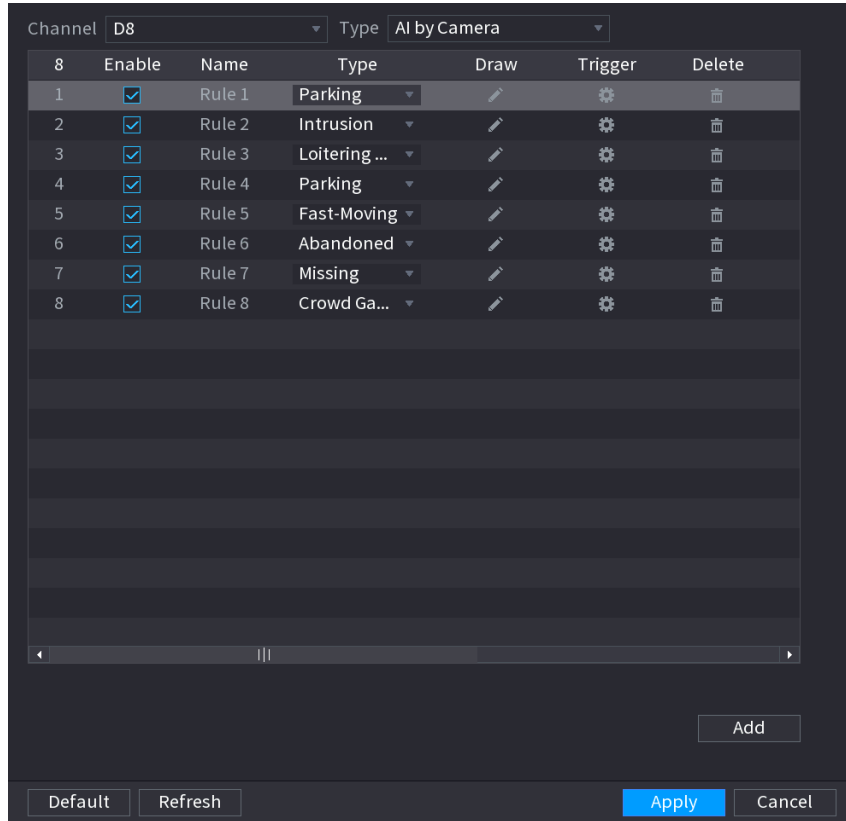 Channel D8 Type AI by Camera
8 Enable Name Type Draw Trigger Delete
1 Rule 1 Parking
2 Rule 2 Intrusion
3 Rule 3 Loitering ...
4 Rule 4 Parking
5 Rule 5 Fast-Moving
6 Rule 6 Abandoned
7 Rule 7 Missing
8 Rule 8 Crowd Ga...
Add
Default Refresh Apply Cancel